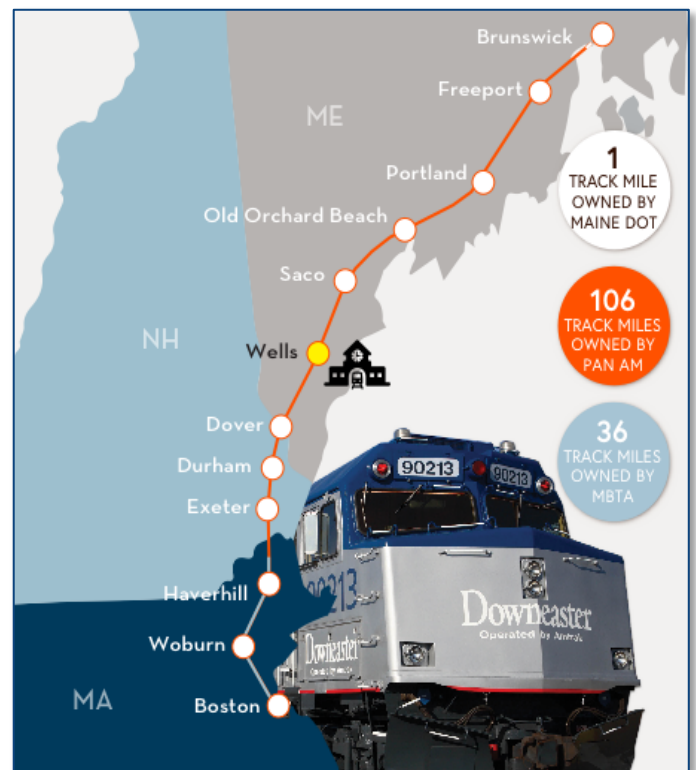 Brunswick
Freeport
ME
Portland
Old Orchard Beach
Saco
NH
Wells
Dover
Durham
Exeter
Haverhill
Woburn
MA
Boston
1
TRACK MILE
OWNED BY
MAINE DOT
106
TRACK MILES
OWNED BY
PAN AM
36
TRACK MILES
OWNED BY
MBTA
90213
90213
90213
Downeaster
Operated by Amtrak
Downeaster